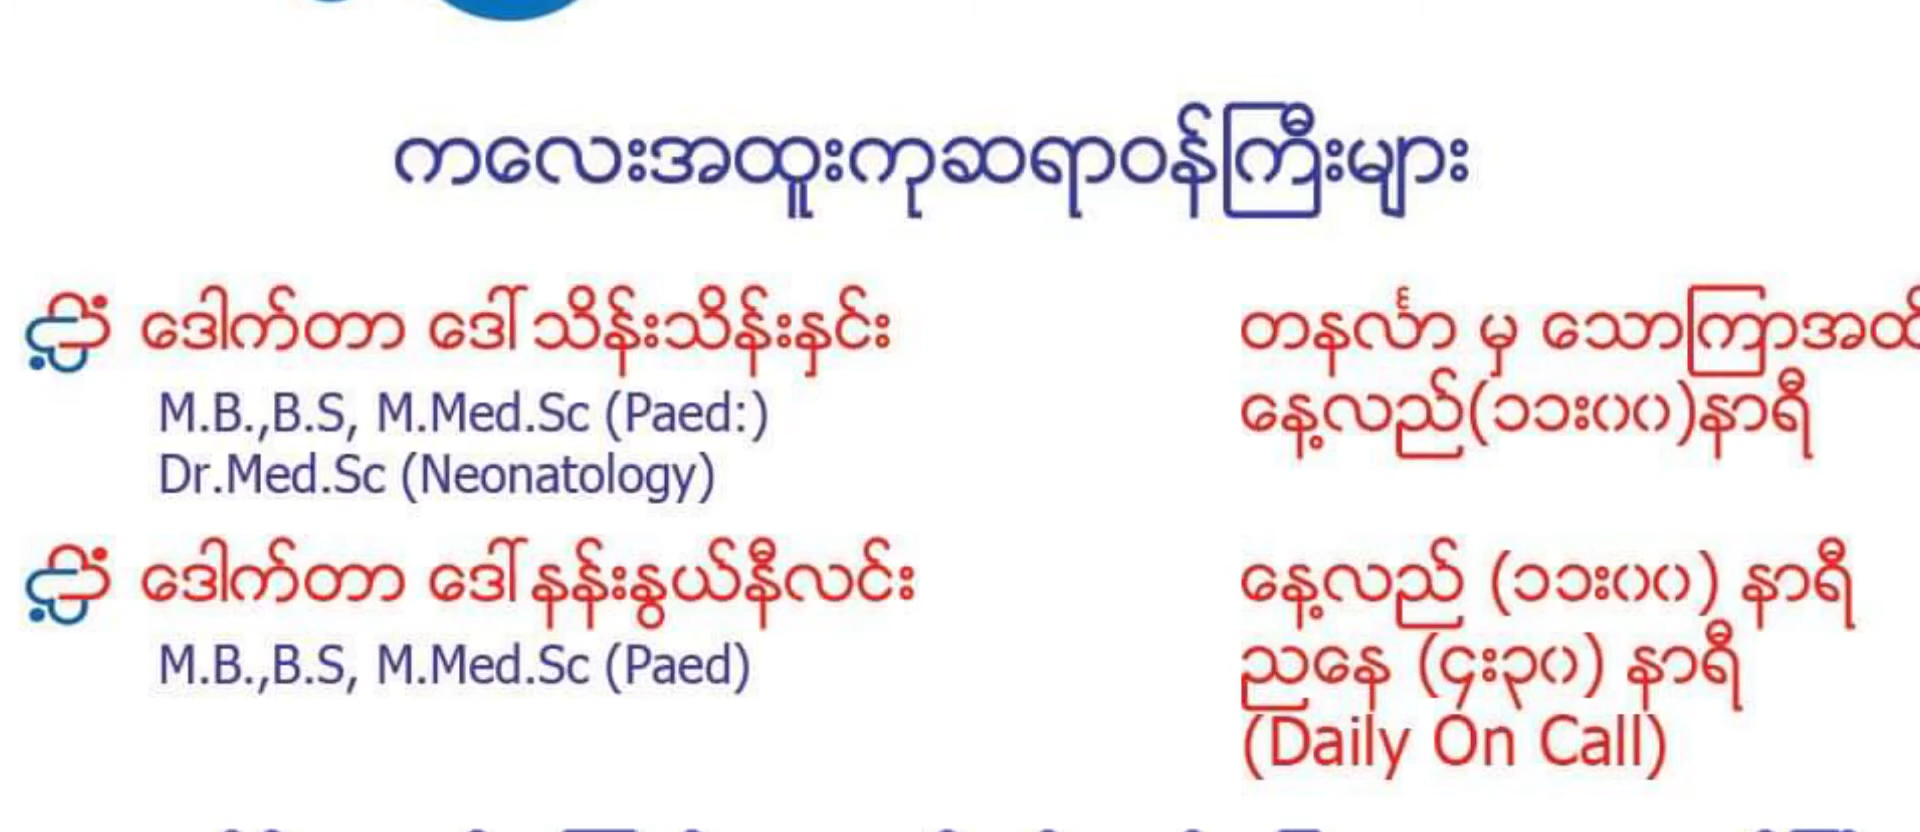 ကလေးအထူးကုဆရာဝန်ကြီးများ
ဒေါက်တာ ဒေါ်သိန်းသိန်းနှင်း
တနင်္လာ မှ သောကြာအထိ
M.B.,B.S, M.Med.Sc (Paed:)
နေ့လည်(၁၁း၀၀)နာရီ
Dr.Med.Sc (Neonatology)
ဒေါက်တာ ဒေါ်နန်းနွယ်နီလင်း
နေ့လည် (၁၁း၀၀) နာရီ
M.B.,B.S, M.Med.Sc (Paed)
ညနေ (၄း၃၀) နာရီ
(Daily On Call)